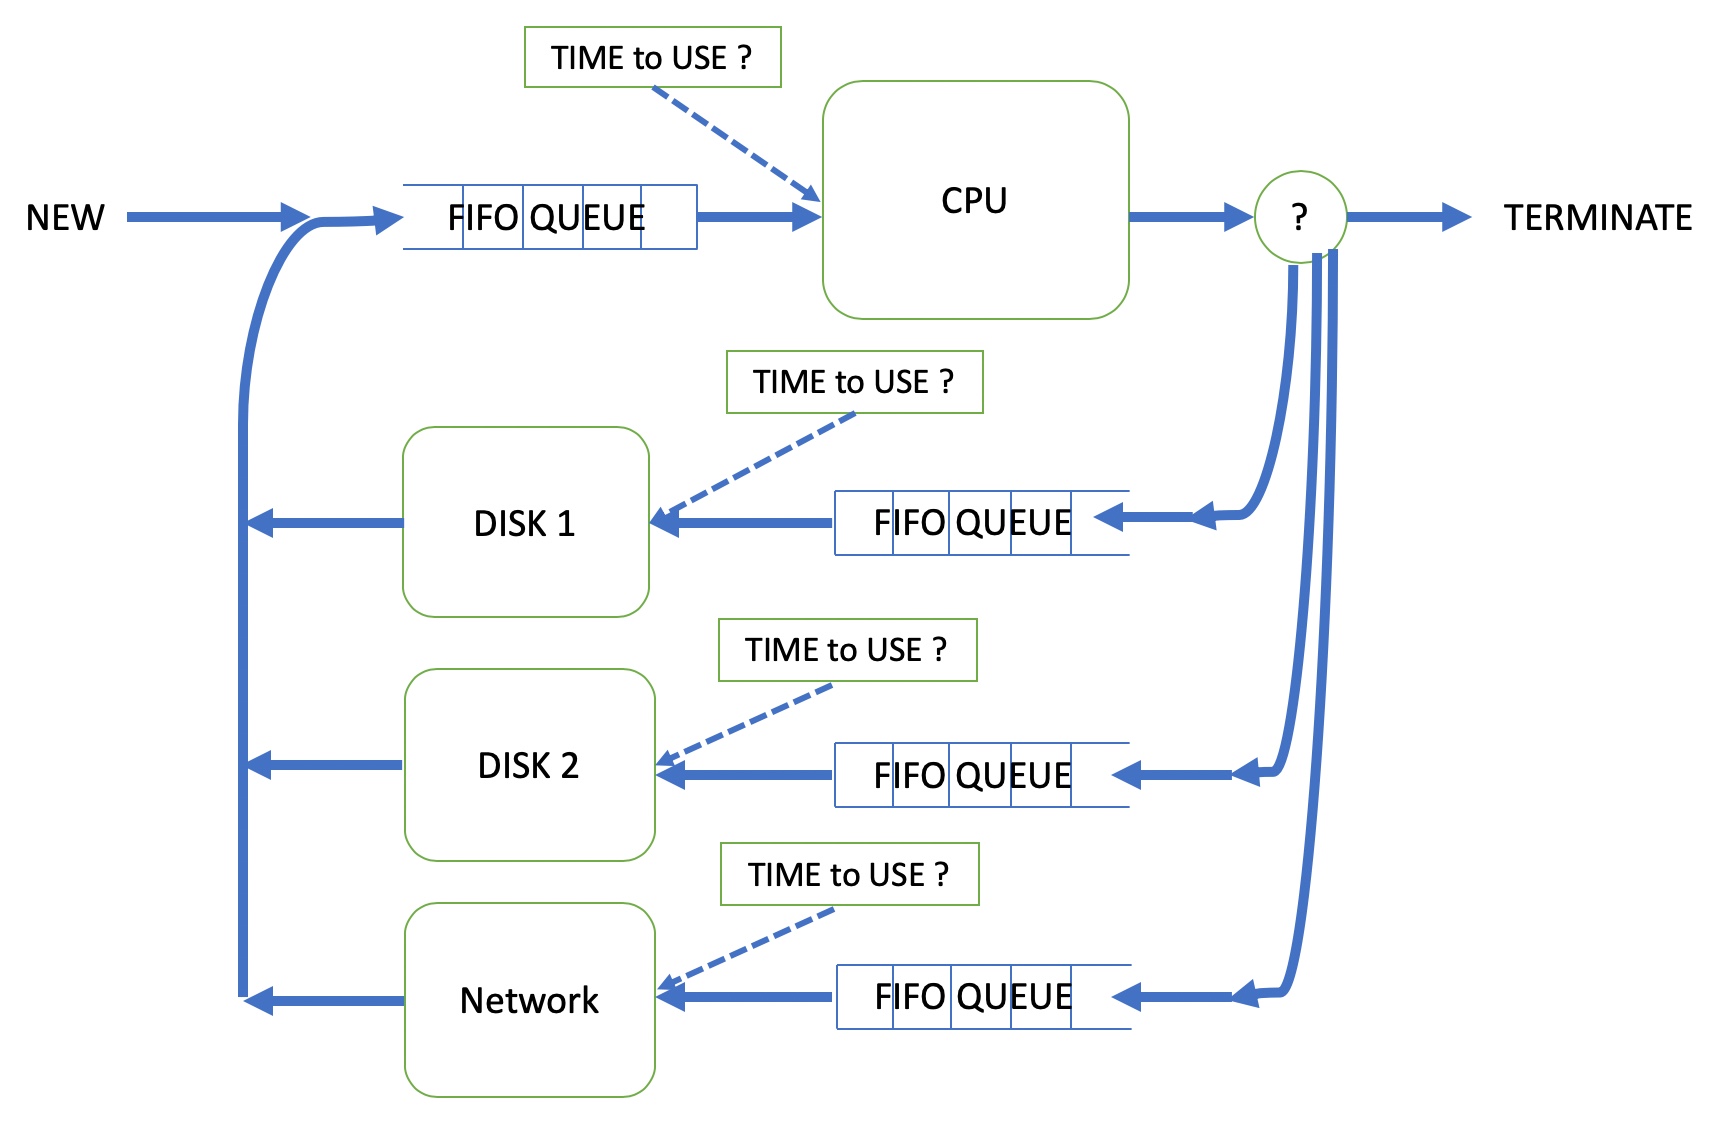 TIME to USE ?
CPU
NEW
FIFO QUEUE
?
TERMINATE
TIME to USE ?
DISK 1
FIFO QUEUE
TIME to USE ?
DISK 2
FIFO QUEUE
TIME to USE ?
Network
FIFO QUEUE